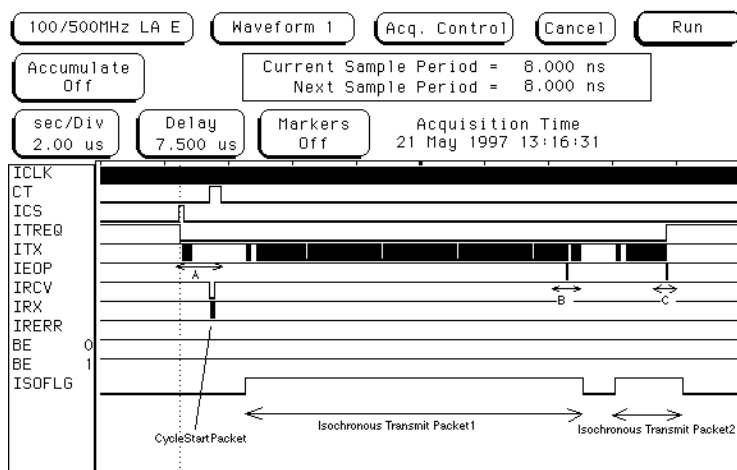 100/500MHz LA E Waveform 1 Acq. Control Cancel Run
Accumulate
Off
Current Sample Period = 8.000 ns
Next Sample Period = 8.000 ns
sec/Div
2.00 us
Delay
7.500 us
Markers
Off
Acquisition Time
21 May 1997 13:16:31
ICLK
CT
ICS
ITREQ
ITX
IEOP
A
B
C
IRCV
IRX
IRERR
BE 0
BE 1
ISOFLG
CycleStartPacket
Isochronous Transmit Packet1
Isochronous Transmit Packet2